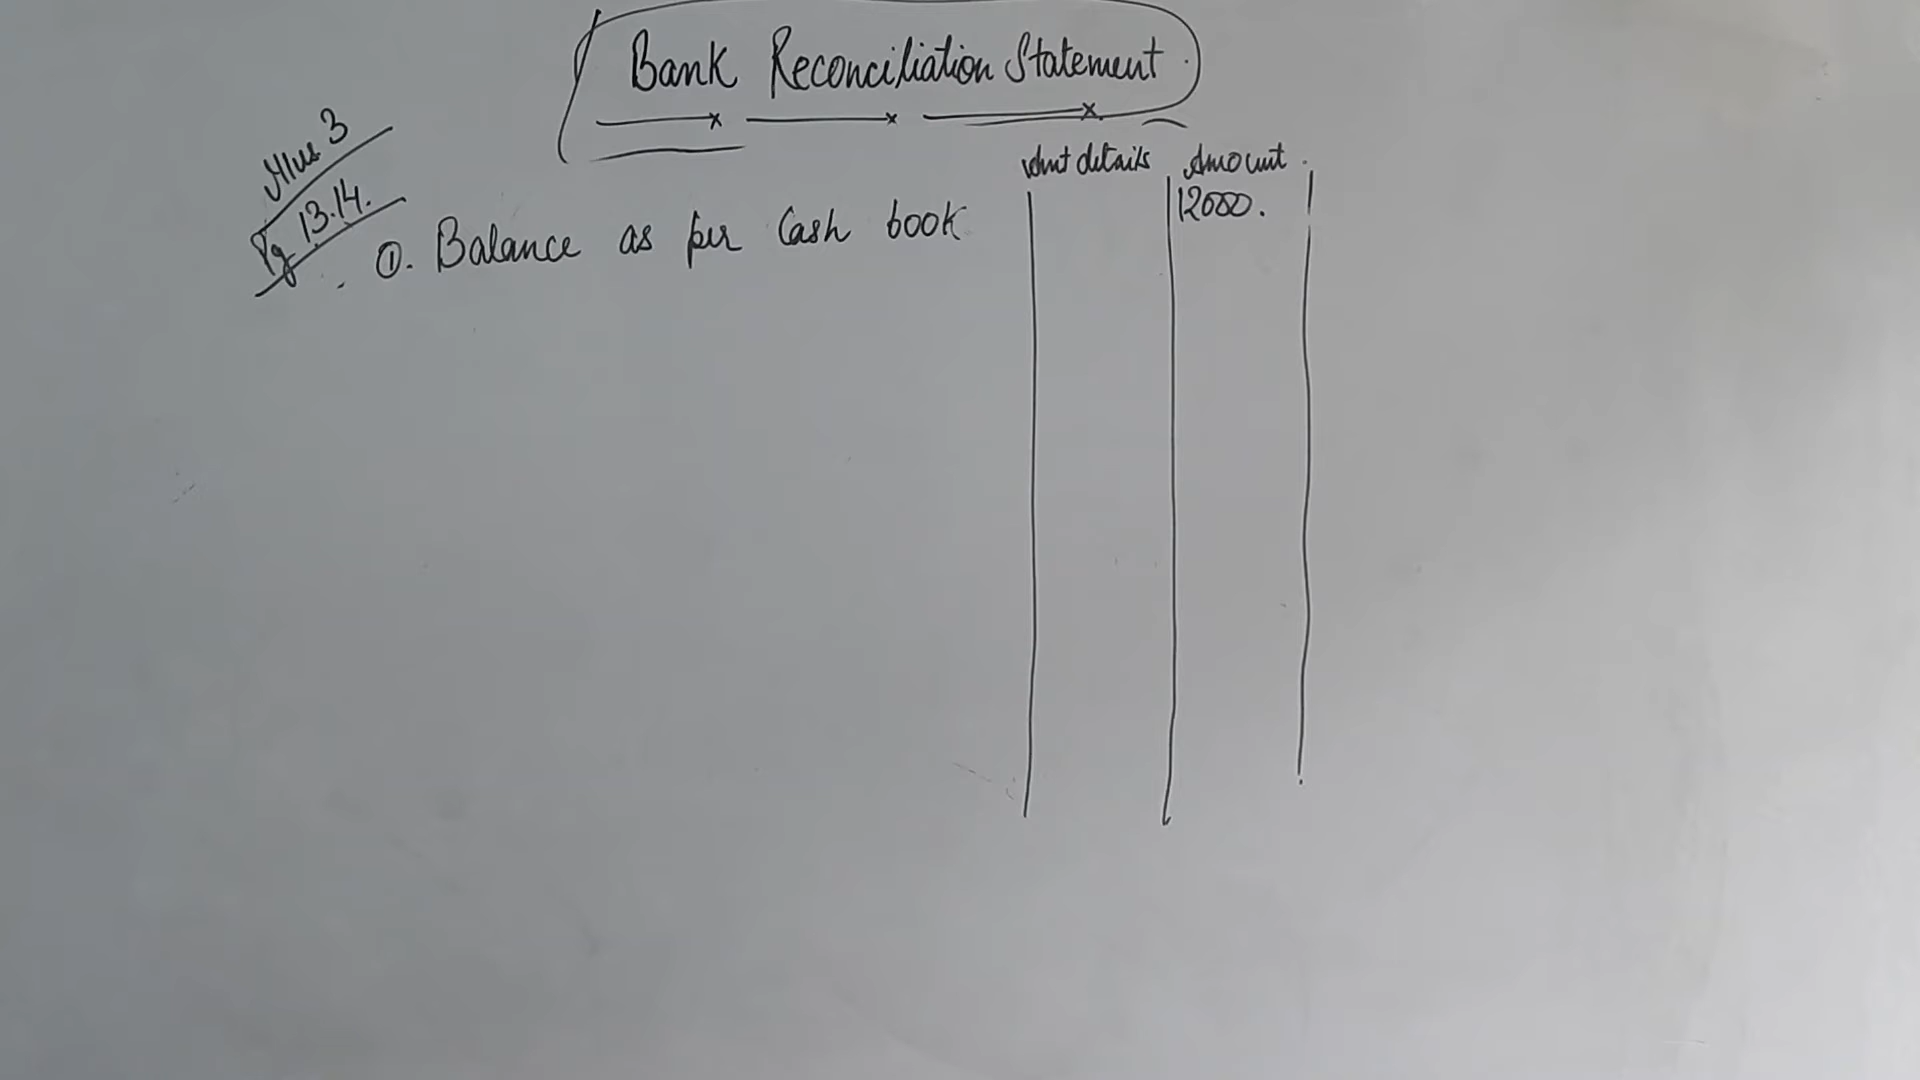 Bank Reconciliation Statement.
Illus 3
Pg 13.14.
details Amount.
①. Balance as per Cash book 12000.